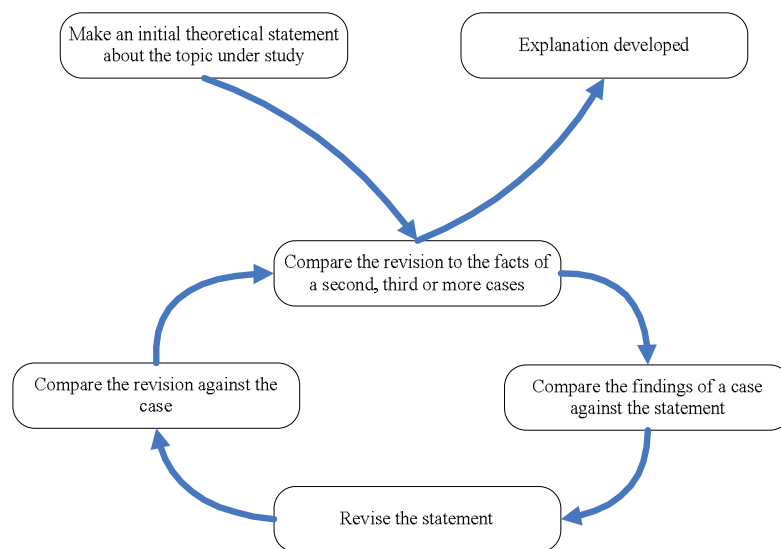 Make an initial theoretical statement
about the topic under study
Explanation developed
Compare the revision to the facts of
a second, third or more cases
Compare the revision against the
case
Compare the findings of a case
against the statement
Revise the statement